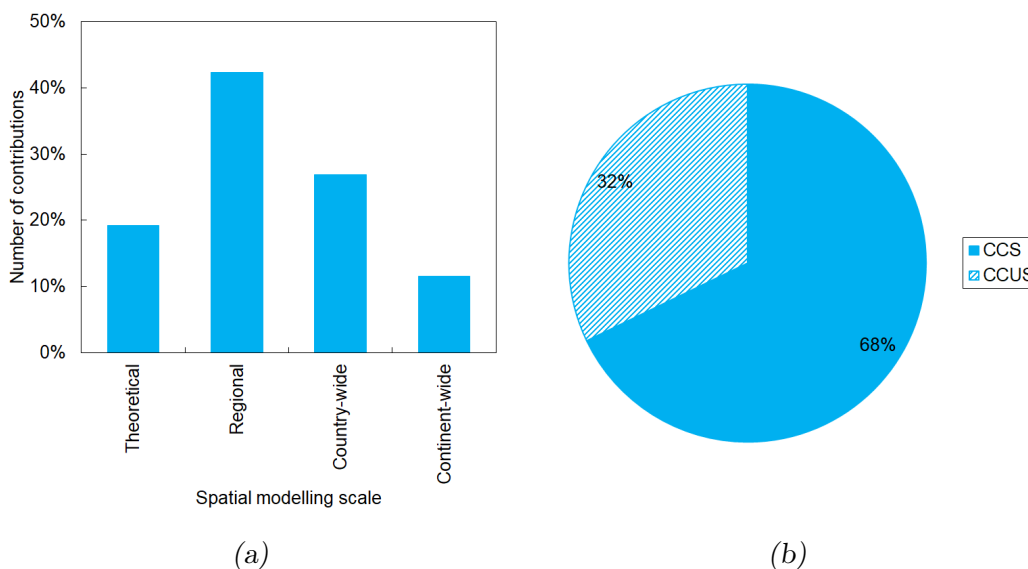 50%
40%
30%
20%
10%
0%
Number of contributions
Theoretical
Regional
Country-wide
Continent-wide
Spatial modelling scale
(a)
32%
68%
CCS
CCUS
(b)